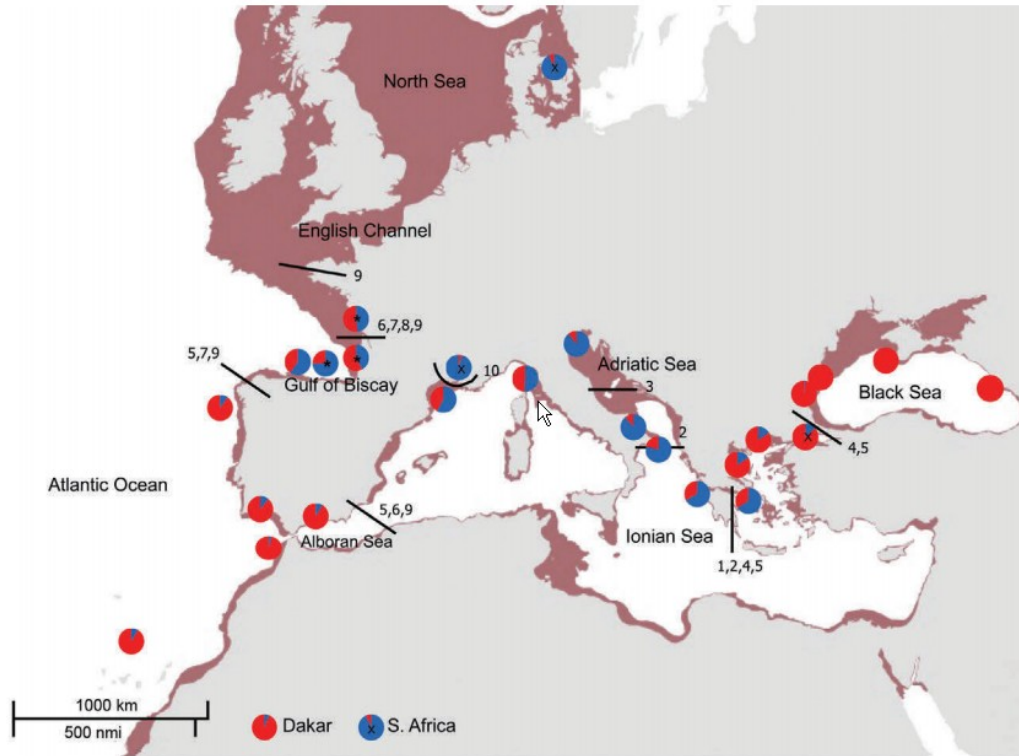 North Sea
x
English Channel
9
*
6,7,8,9
5,7,9
*
*
Gulf of Biscay
x
10
Adriatic Sea
3
Black Sea
2
x
4,5
Atlantic Ocean
5,6,9
Alboran Sea
Ionian Sea
1,2,4,5
1000 km
500 nmi
Dakar
x
S. Africa